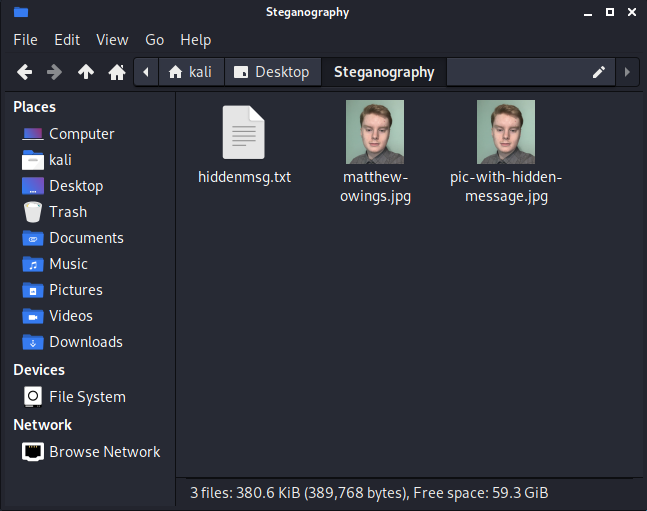 Steganography
File Edit View Go Help
kali Desktop Steganography
Places
Computer
kali
Desktop
Trash
Documents
Music
Pictures
Videos
Downloads
Devices
File System
Network
Browse Network
hiddenmsg.txt
matthew-
owings.jpg
pic-with-hidden-
message.jpg
3 files: 380.6 KiB (389,768 bytes), Free space: 59.3 GiB